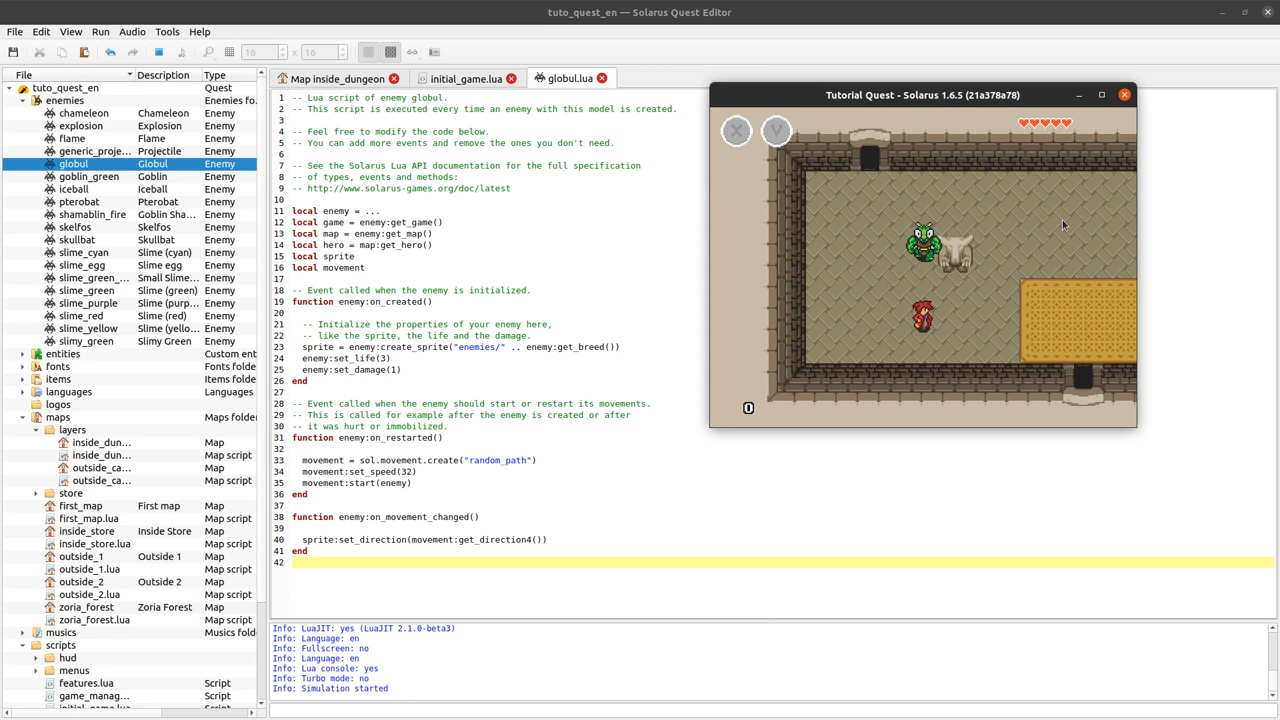 tuto_quest_en — Solarus Quest Editor
File Edit View Run Audio Tools Help
16 x 16
File Description Type
tuto_quest_en Quest
enemies Enemies fo...
chameleon Chameleon Enemy
explosion Explosion Enemy
flame Flame Enemy
generic_proje... Projectile Enemy
globul Globul Enemy
goblin_green Goblin Enemy
iceball Iceball Enemy
pterobat Pterobat Enemy
shamablin_fire Goblin Sha... Enemy
skelfos Skulfos Enemy
skullbat Skullbat Enemy
slime_cyan Slime (cyan) Enemy
slime_egg Slime egg Enemy
slime_green_... Small Slime... Enemy
slime_green Slime (green) Enemy
slime_purple Slime (purp... Enemy
slime_red Slime (red) Enemy
slime_yellow Slime (yello... Enemy
slimy_green Slimy Green Enemy
entities Custom ent
fonts Fonts folder
items Items folder
languages Languages
logos
maps Maps folder
layers
inside_dun... Map
inside_dun... Map script
outside_ca... Map
outside_ca... Map script
store
first_map First map Map
first_map.lua Map script
inside_store Inside Store Map
inside_store.lua Map script
outside_1 Outside 1 Map
outside_1.lua Map script
outside_2 Outside 2 Map
outside_2.lua Map script
zoria_forest Zoria Forest Map
zoria_forest.lua Map script
musics Musics fold
scripts
hud
menus
features.lua Script
game_manag... Script
initial_game.lua Script
Map inside_dungeon initial_game.lua globul.lua
1 -- Lua script of enemy globul.
2 -- This script is executed every time an enemy with this model is created.
3
4 -- Feel free to modify the code below.
5 -- You can add more events and remove the ones you don't need.
6
7 -- See the Solarus Lua API documentation for the full specification
8 -- of types, events and methods:
9 -- http://www.solarus-games.org/doc/latest
10
11 local enemy = ...
12 local game = enemy:get_game()
13 local map = enemy:get_map()
14 local hero = map:get_hero()
15 local sprite
16 local movement
17
18 -- Event called when the enemy is initialized.
19 function enemy:on_created()
20
21 -- Initialize the properties of your enemy here,
22 -- like the sprite, the life and the damage.
23 sprite = enemy:create_sprite("enemies/" .. enemy:get_breed())
24 enemy:set_life(3)
25 enemy:set_damage(1)
26 end
27
28 -- Event called when the enemy should start or restart its movements.
29 -- This is called for example after the enemy is created or after
30 -- it was hurt or immobilized.
31 function enemy:on_restarted()
32
33 movement = sol.movement.create("random_path")
34 movement:set_speed(32)
35 movement:start(enemy)
36 end
37
38 function enemy:on_movement_changed()
39
40 sprite:set_direction(movement:get_direction4())
41 end
42
Tutorial Quest - Solarus 1.6.5 (21a378a78)
X V
0
Info: LuaJIT: yes (LuaJIT 2.1.0-beta3)
Info: Language: en
Info: Fullscreen: no
Info: Language: en
Info: Lua console: yes
Info: Turbo mode: no
Info: Simulation started